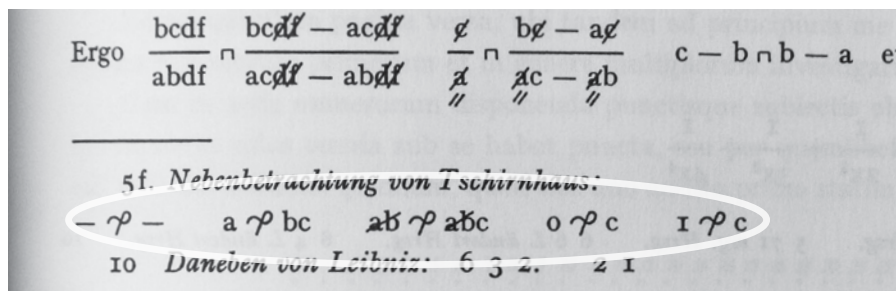 bcdf bcdf — acdf c bc — ac
Ergo ⊓ ⊓ c — b ⊓ b — a
abdf acdf — abdf a ac — ab
5f. Nebenbetrachtung von Tschirnhaus:
— ℘ — a ℘ bc ab ℘ abc 0 ℘ c 1 ℘ c
10 Daneben von Leibniz: 6 3 2. 2 1